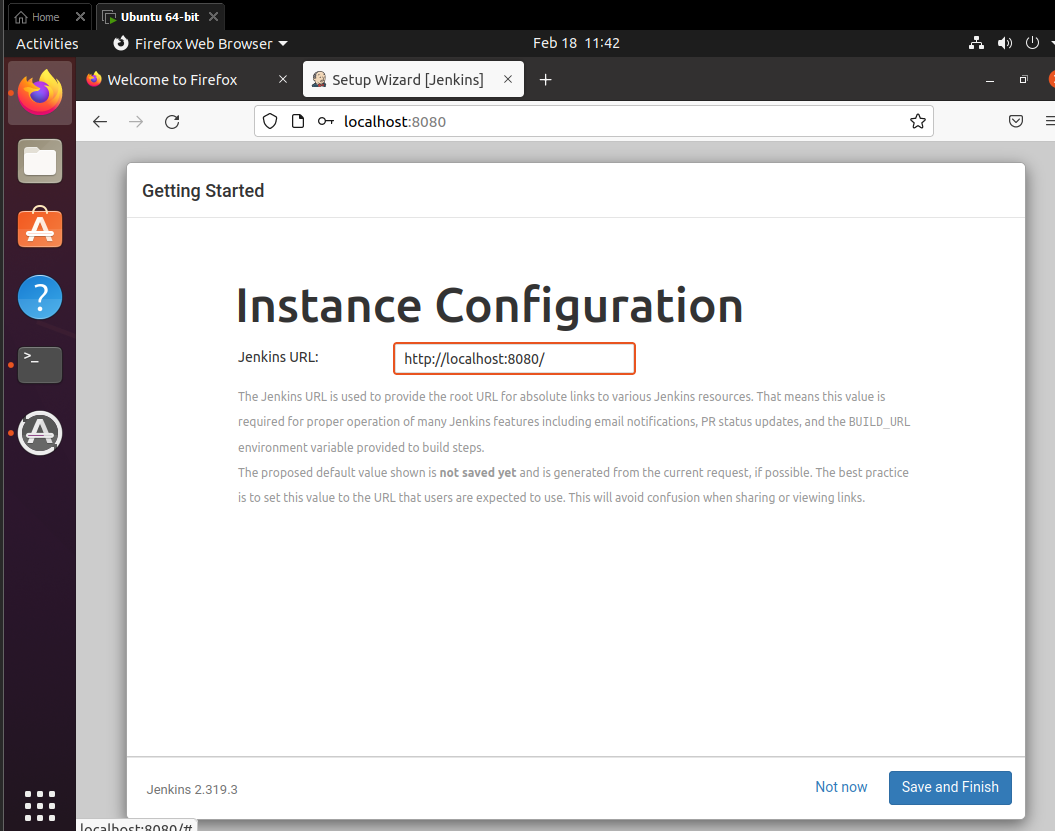 Home
Ubuntu 64-bit
Activities
Firefox Web Browser
Feb 18 11:42
Welcome to Firefox
Setup Wizard [Jenkins]
localhost:8080
Getting Started
Instance Configuration
Jenkins URL:
http://localhost:8080/
The Jenkins URL is used to provide the root URL for absolute links to various Jenkins resources. That means this value is
required for proper operation of many Jenkins features including email notifications, PR status updates, and the BUILD_URL
environment variable provided to build steps.
The proposed default value shown is not saved yet and is generated from the current request, if possible. The best practice
is to set this value to the URL that users are expected to use. This will avoid confusion when sharing or viewing links.
Jenkins 2.319.3
Not now
Save and Finish
localhost:8080/#